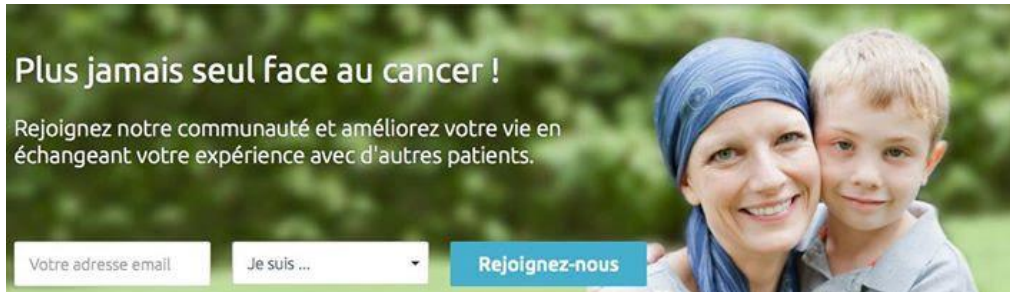 Plus jamais seul face au cancer !
Rejoignez notre communauté et améliorez votre vie en
échangeant votre expérience avec d'autres patients.
Votre adresse email
Je suis ...
Rejoignez-nous